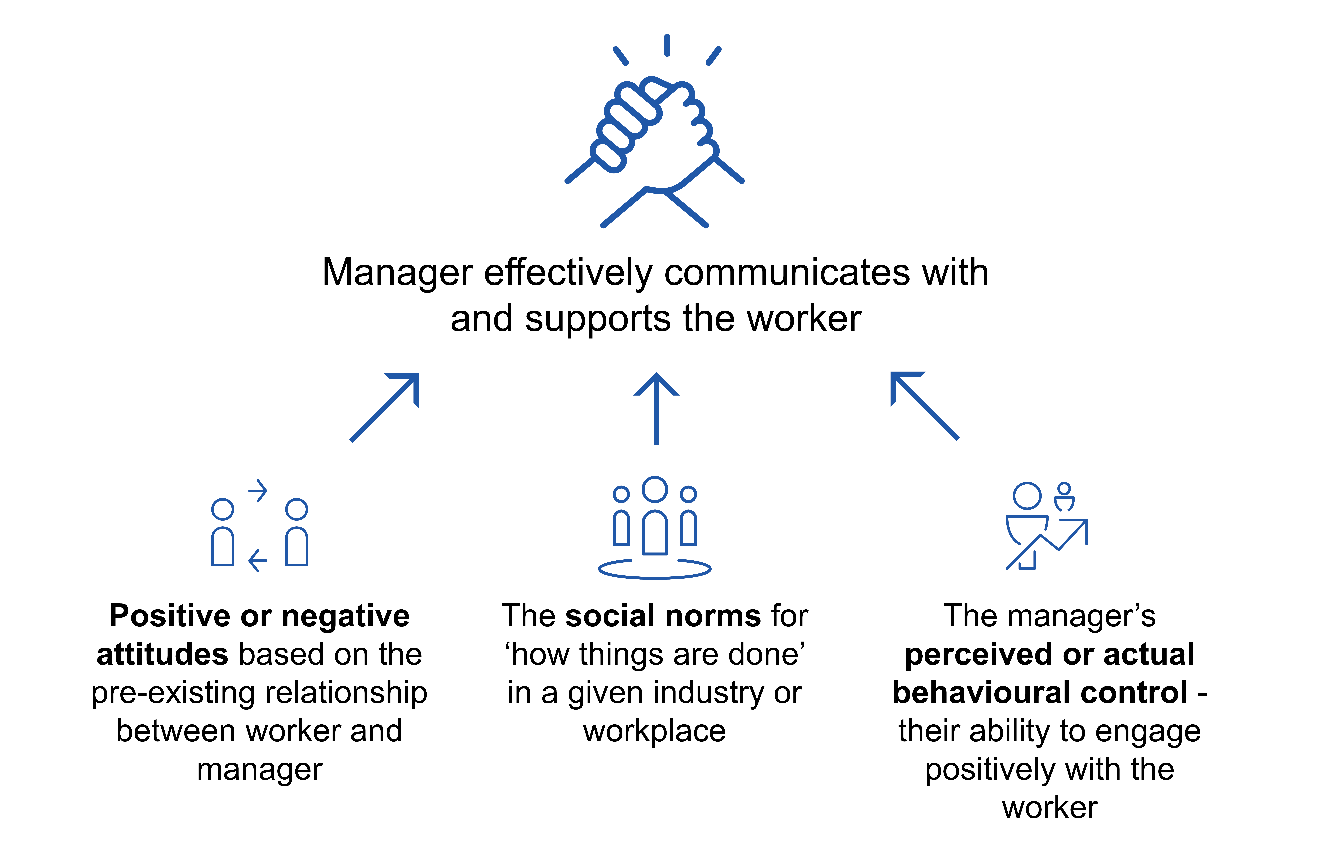 Manager effectively communicates with
and supports the worker
Positive or negative
attitudes based on the
pre-existing relationship
between worker and
manager
The social norms for
‘how things are done’
in a given industry or
workplace
The manager’s
perceived or actual
behavioural control -
their ability to engage
positively with the
worker